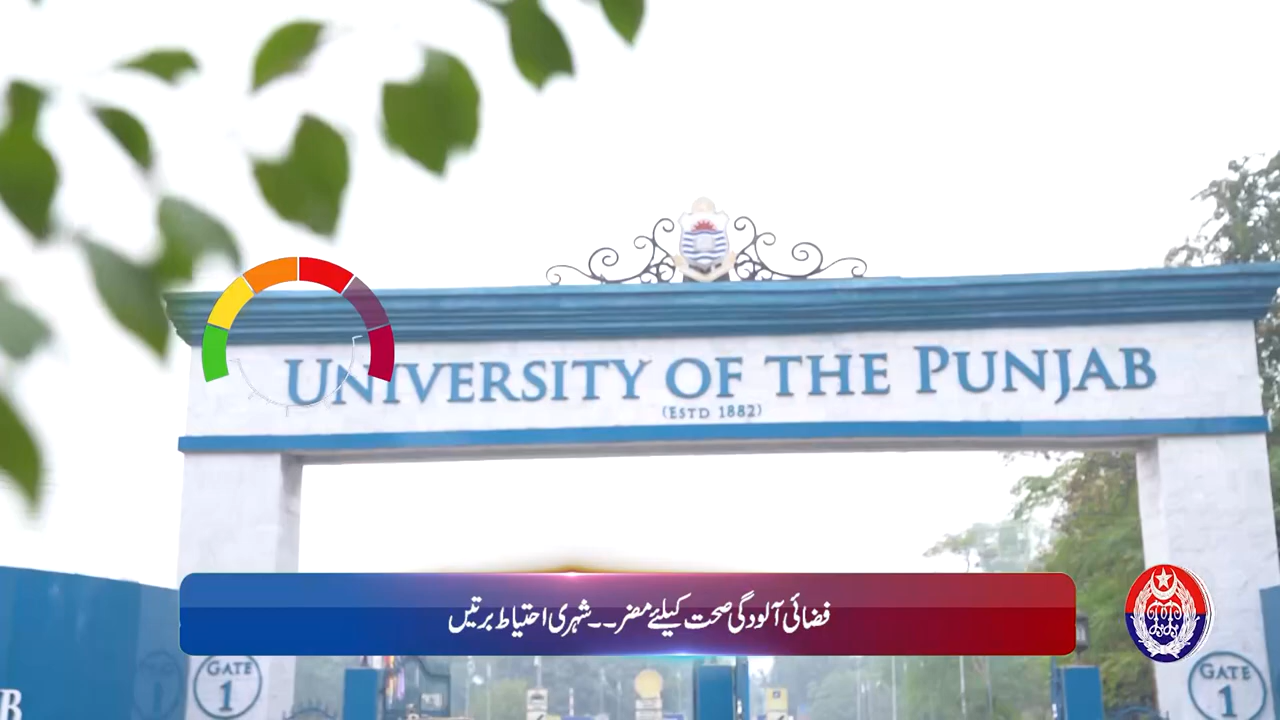 UNIVERSITY OF THE PUNJAB
(ESTD 1882)
فضائی آلودگی صحت کیلئے مضر۔۔شہری احتیاط برتیں
GATE
1
GATE
1